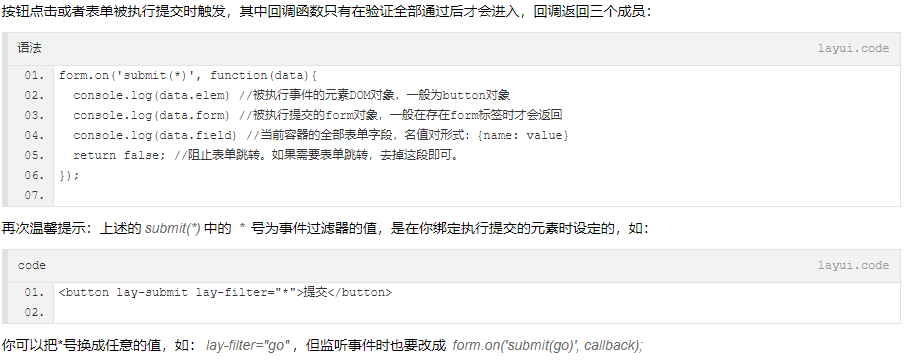 按钮点击或者表单被执行提交时触发，其中回调函数只有在验证全部通过后才会进入，回调返回三个成员：
语法 layui.code
01. form.on('submit(*)', function(data){
02.   console.log(data.elem) //被执行事件的元素DOM对象，一般为button对象
03.   console.log(data.form) //被执行提交的form对象，一般在存在form标签时才会返回
04.   console.log(data.field) //当前容器的全部表单字段，名值对形式：{name: value}
05.   return false; //阻止表单跳转。如果需要表单跳转，去掉这段即可。
06. });
07.
再次温馨提示：上述的 submit(*) 中的 * 号为事件过滤器的值，是在你绑定执行提交的元素时设定的，如：
code layui.code
01. <button lay-submit lay-filter="*">提交</button>
02.
你可以把*号换成任意的值，如： lay-filter="go" ，但监听事件时也要改成 form.on('submit(go)', callback);